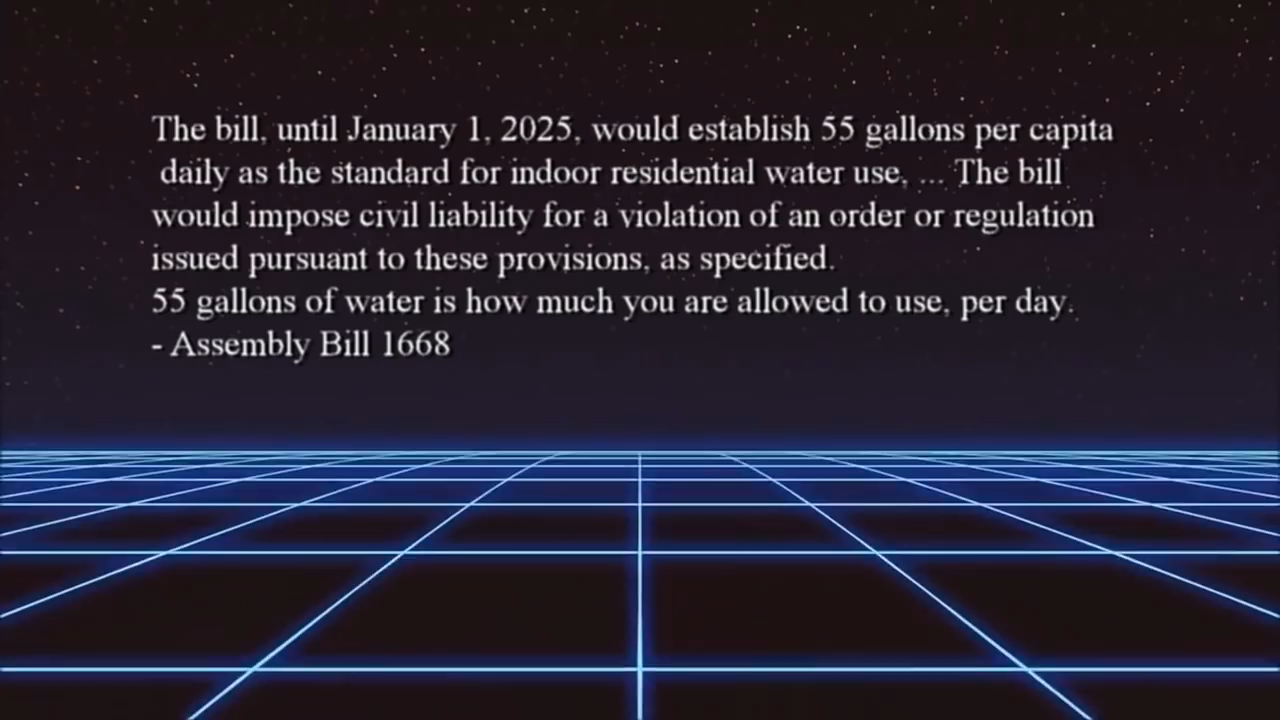 The bill, until January 1, 2025, would establish 55 gallons per capita
daily as the standard for indoor residential water use, ... The bill
would impose civil liability for a violation of an order or regulation
issued pursuant to these provisions, as specified.
55 gallons of water is how much you are allowed to use, per day.
- Assembly Bill 1668